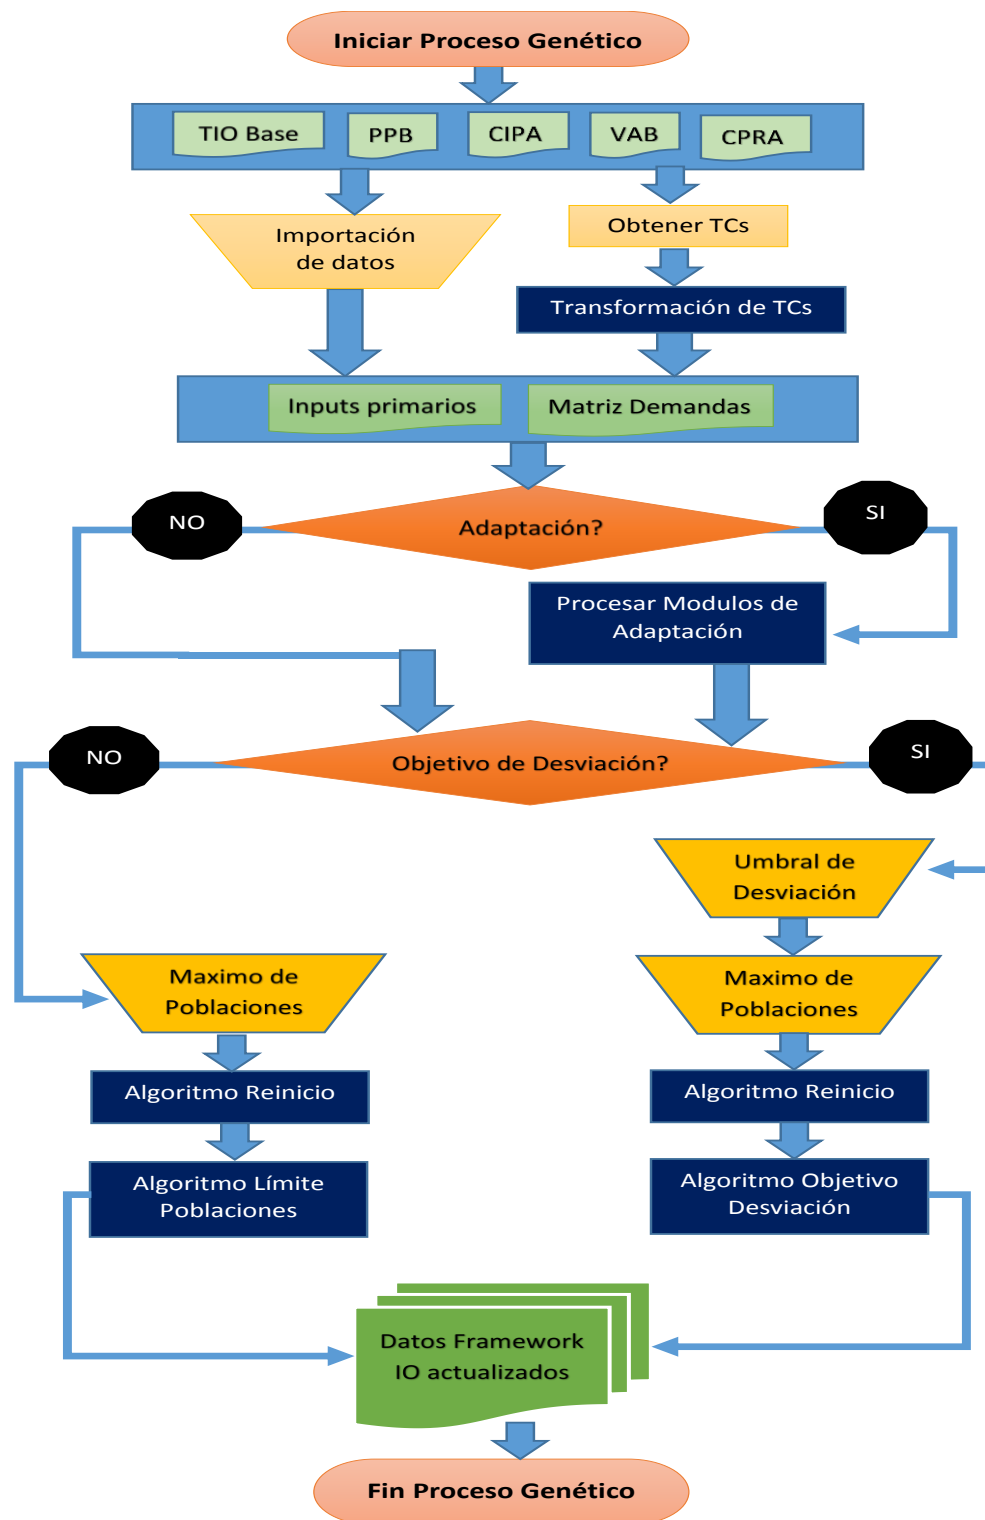 Iniciar Proceso Genético
TIO Base
PPB
CIPA
VAB
CPRA
Importación
de datos
Obtener TCs
Transformación de TCs
Inputs primarios
Matriz Demandas
NO
Adaptación?
SI
Procesar Modulos de
Adaptación
NO
Objetivo de Desviación?
SI
Umbral de
Desviación
Maximo de
Poblaciones
Maximo de
Poblaciones
Algoritmo Reinicio
Algoritmo Reinicio
Algoritmo Límite
Poblaciones
Algoritmo Objetivo
Desviación
Datos Framework
IO actualizados
Fin Proceso Genético